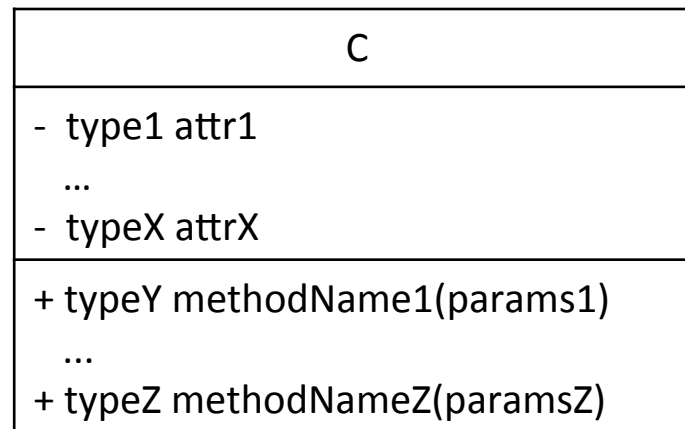 C
- type1 attr1
...
- typeX attrX
+ typeY methodName1(params1)
...
+ typeZ methodNameZ(paramsZ)